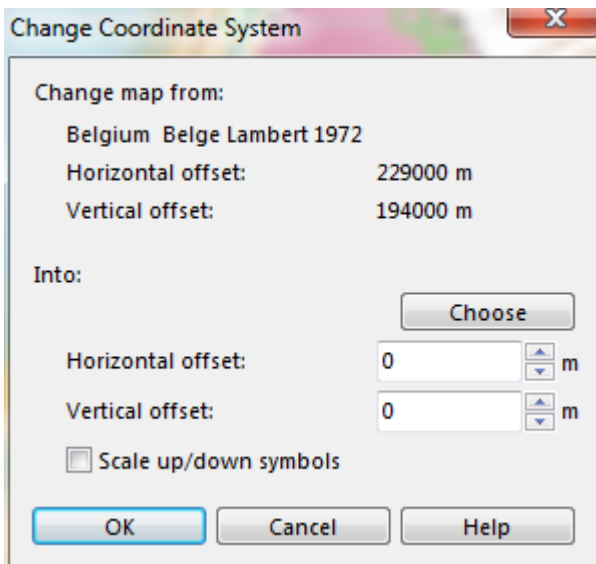 Change Coordinate System
Change map from:
Belgium Belge Lambert 1972
Horizontal offset: 229000 m
Vertical offset: 194000 m
Into:
Choose
Horizontal offset: 0 m
Vertical offset: 0 m
Scale up/down symbols
OK Cancel Help